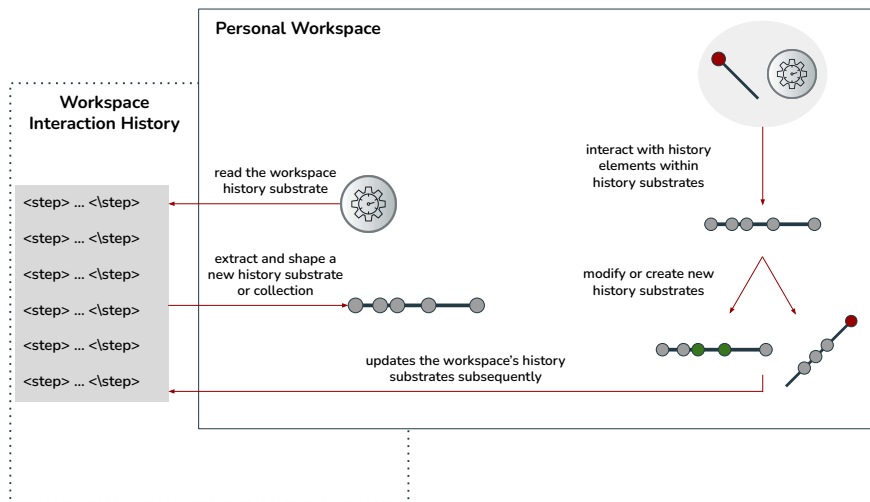 Personal Workspace
Workspace
Interaction History
interact with history
elements within
history substrates
read the workspace
history substrate
<step> ... <\step>
<step> ... <\step>
<step> ... <\step>
<step> ... <\step>
<step> ... <\step>
<step> ... <\step>
extract and shape a
new history substrate
or collection
modify or create new
history substrates
updates the workspace's history
substrates subsequently